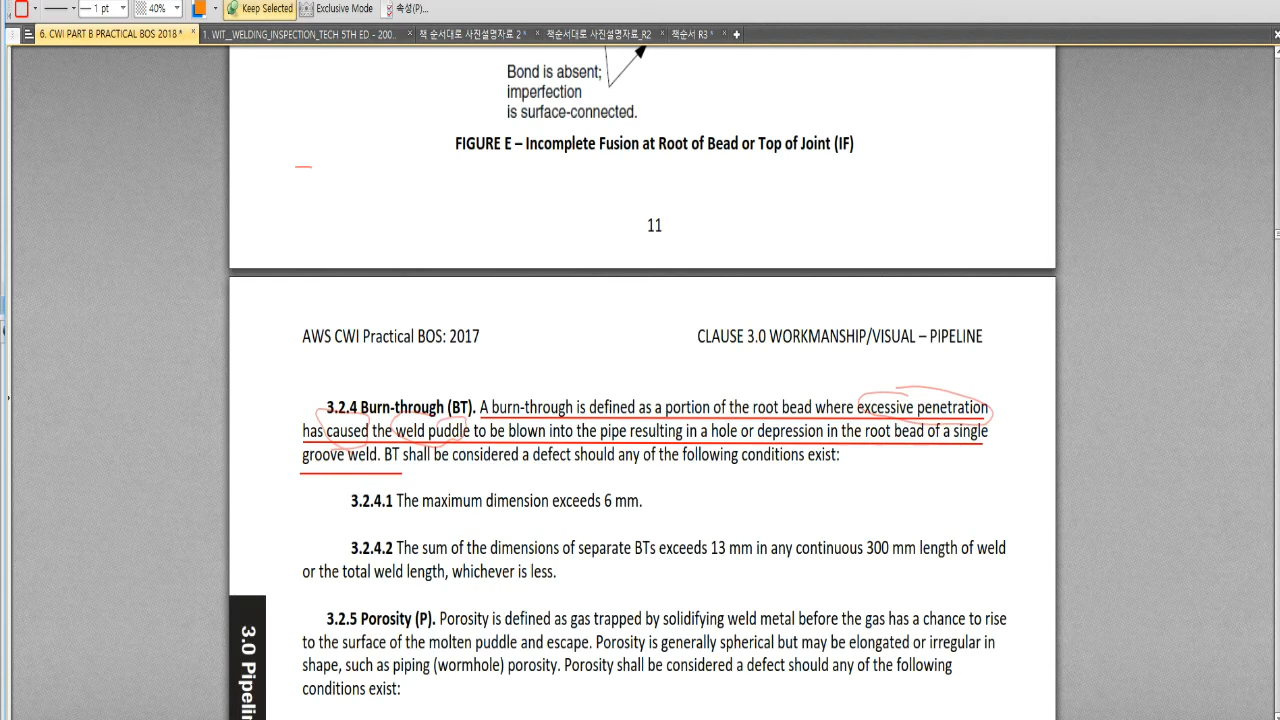 1 pt
40%
Keep Selected
Exclusive Mode
속성(P)...
6. CWI PART B PRACTICAL BOS 2018 *
1. WIT_WELDING_INSPECTION_TECH 5TH ED - 200...
책 순서대로 사진설명자료 2 *
책순서대로 사진설명자료_R2
책순서 R3 *
Bond is absent;
imperfection
is surface-connected.
FIGURE E – Incomplete Fusion at Root of Bead or Top of Joint (IF)
11
AWS CWI Practical BOS: 2017
CLAUSE 3.0 WORKMANSHIP/VISUAL – PIPELINE
3.2.4 Burn-through (BT). A burn-through is defined as a portion of the root bead where excessive penetration
has caused the weld puddle to be blown into the pipe resulting in a hole or depression in the root bead of a single
groove weld. BT shall be considered a defect should any of the following conditions exist:
3.2.4.1 The maximum dimension exceeds 6 mm.
3.2.4.2 The sum of the dimensions of separate BTs exceeds 13 mm in any continuous 300 mm length of weld
or the total weld length, whichever is less.
3.2.5 Porosity (P). Porosity is defined as gas trapped by solidifying weld metal before the gas has a chance to rise
to the surface of the molten puddle and escape. Porosity is generally spherical but may be elongated or irregular in
shape, such as piping (wormhole) porosity. Porosity shall be considered a defect should any of the following
conditions exist:
3.0 Pipelin